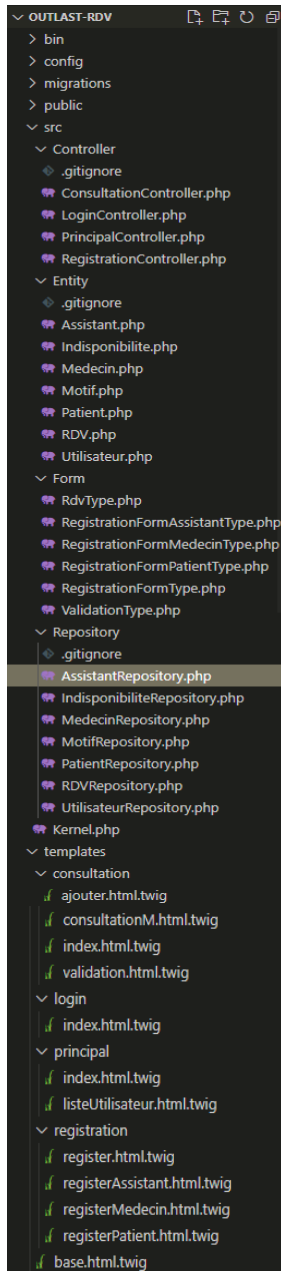 OUTLAST-RDV
bin
config
migrations
public
src
Controller
.gitignore
ConsultationController.php
LoginController.php
PrincipalController.php
RegistrationController.php
Entity
.gitignore
Assistant.php
Indisponibilite.php
Medecin.php
Motif.php
Patient.php
RDV.php
Utilisateur.php
Form
RdvType.php
RegistrationFormAssistantType.php
RegistrationFormMedecinType.php
RegistrationFormPatientType.php
RegistrationFormType.php
ValidationType.php
Repository
.gitignore
AssistantRepository.php
IndisponibiliteRepository.php
MedecinRepository.php
MotifRepository.php
PatientRepository.php
RDVRepository.php
UtilisateurRepository.php
Kernel.php
templates
consultation
ajouter.html.twig
consultationM.html.twig
index.html.twig
validation.html.twig
login
index.html.twig
principal
index.html.twig
listeUtilisateur.html.twig
registration
register.html.twig
registerAssistant.html.twig
registerMedecin.html.twig
registerPatient.html.twig
base.html.twig